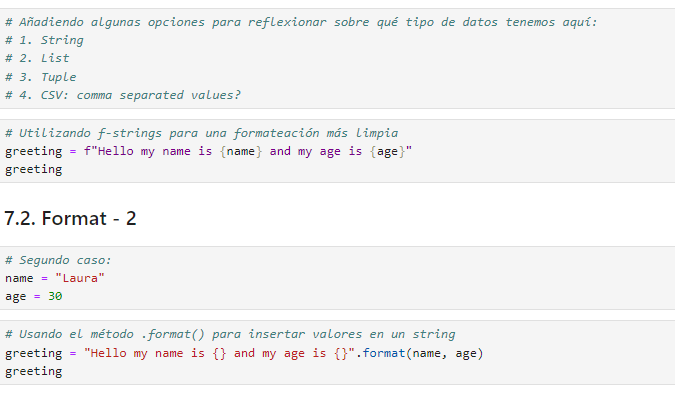 # Añadiendo algunas opciones para reflexionar sobre qué tipo de datos tenemos aquí:
# 1. String
# 2. List
# 3. Tuple
# 4. CSV: comma separated values?
# Utilizando f-strings para una formateación más limpia
greeting = f"Hello my name is {name} and my age is {age}"
greeting
7.2. Format - 2
# Segundo caso:
name = "Laura"
age = 30
# Usando el método .format() para insertar valores en un string
greeting = "Hello my name is {} and my age is {}".format(name, age)
greeting